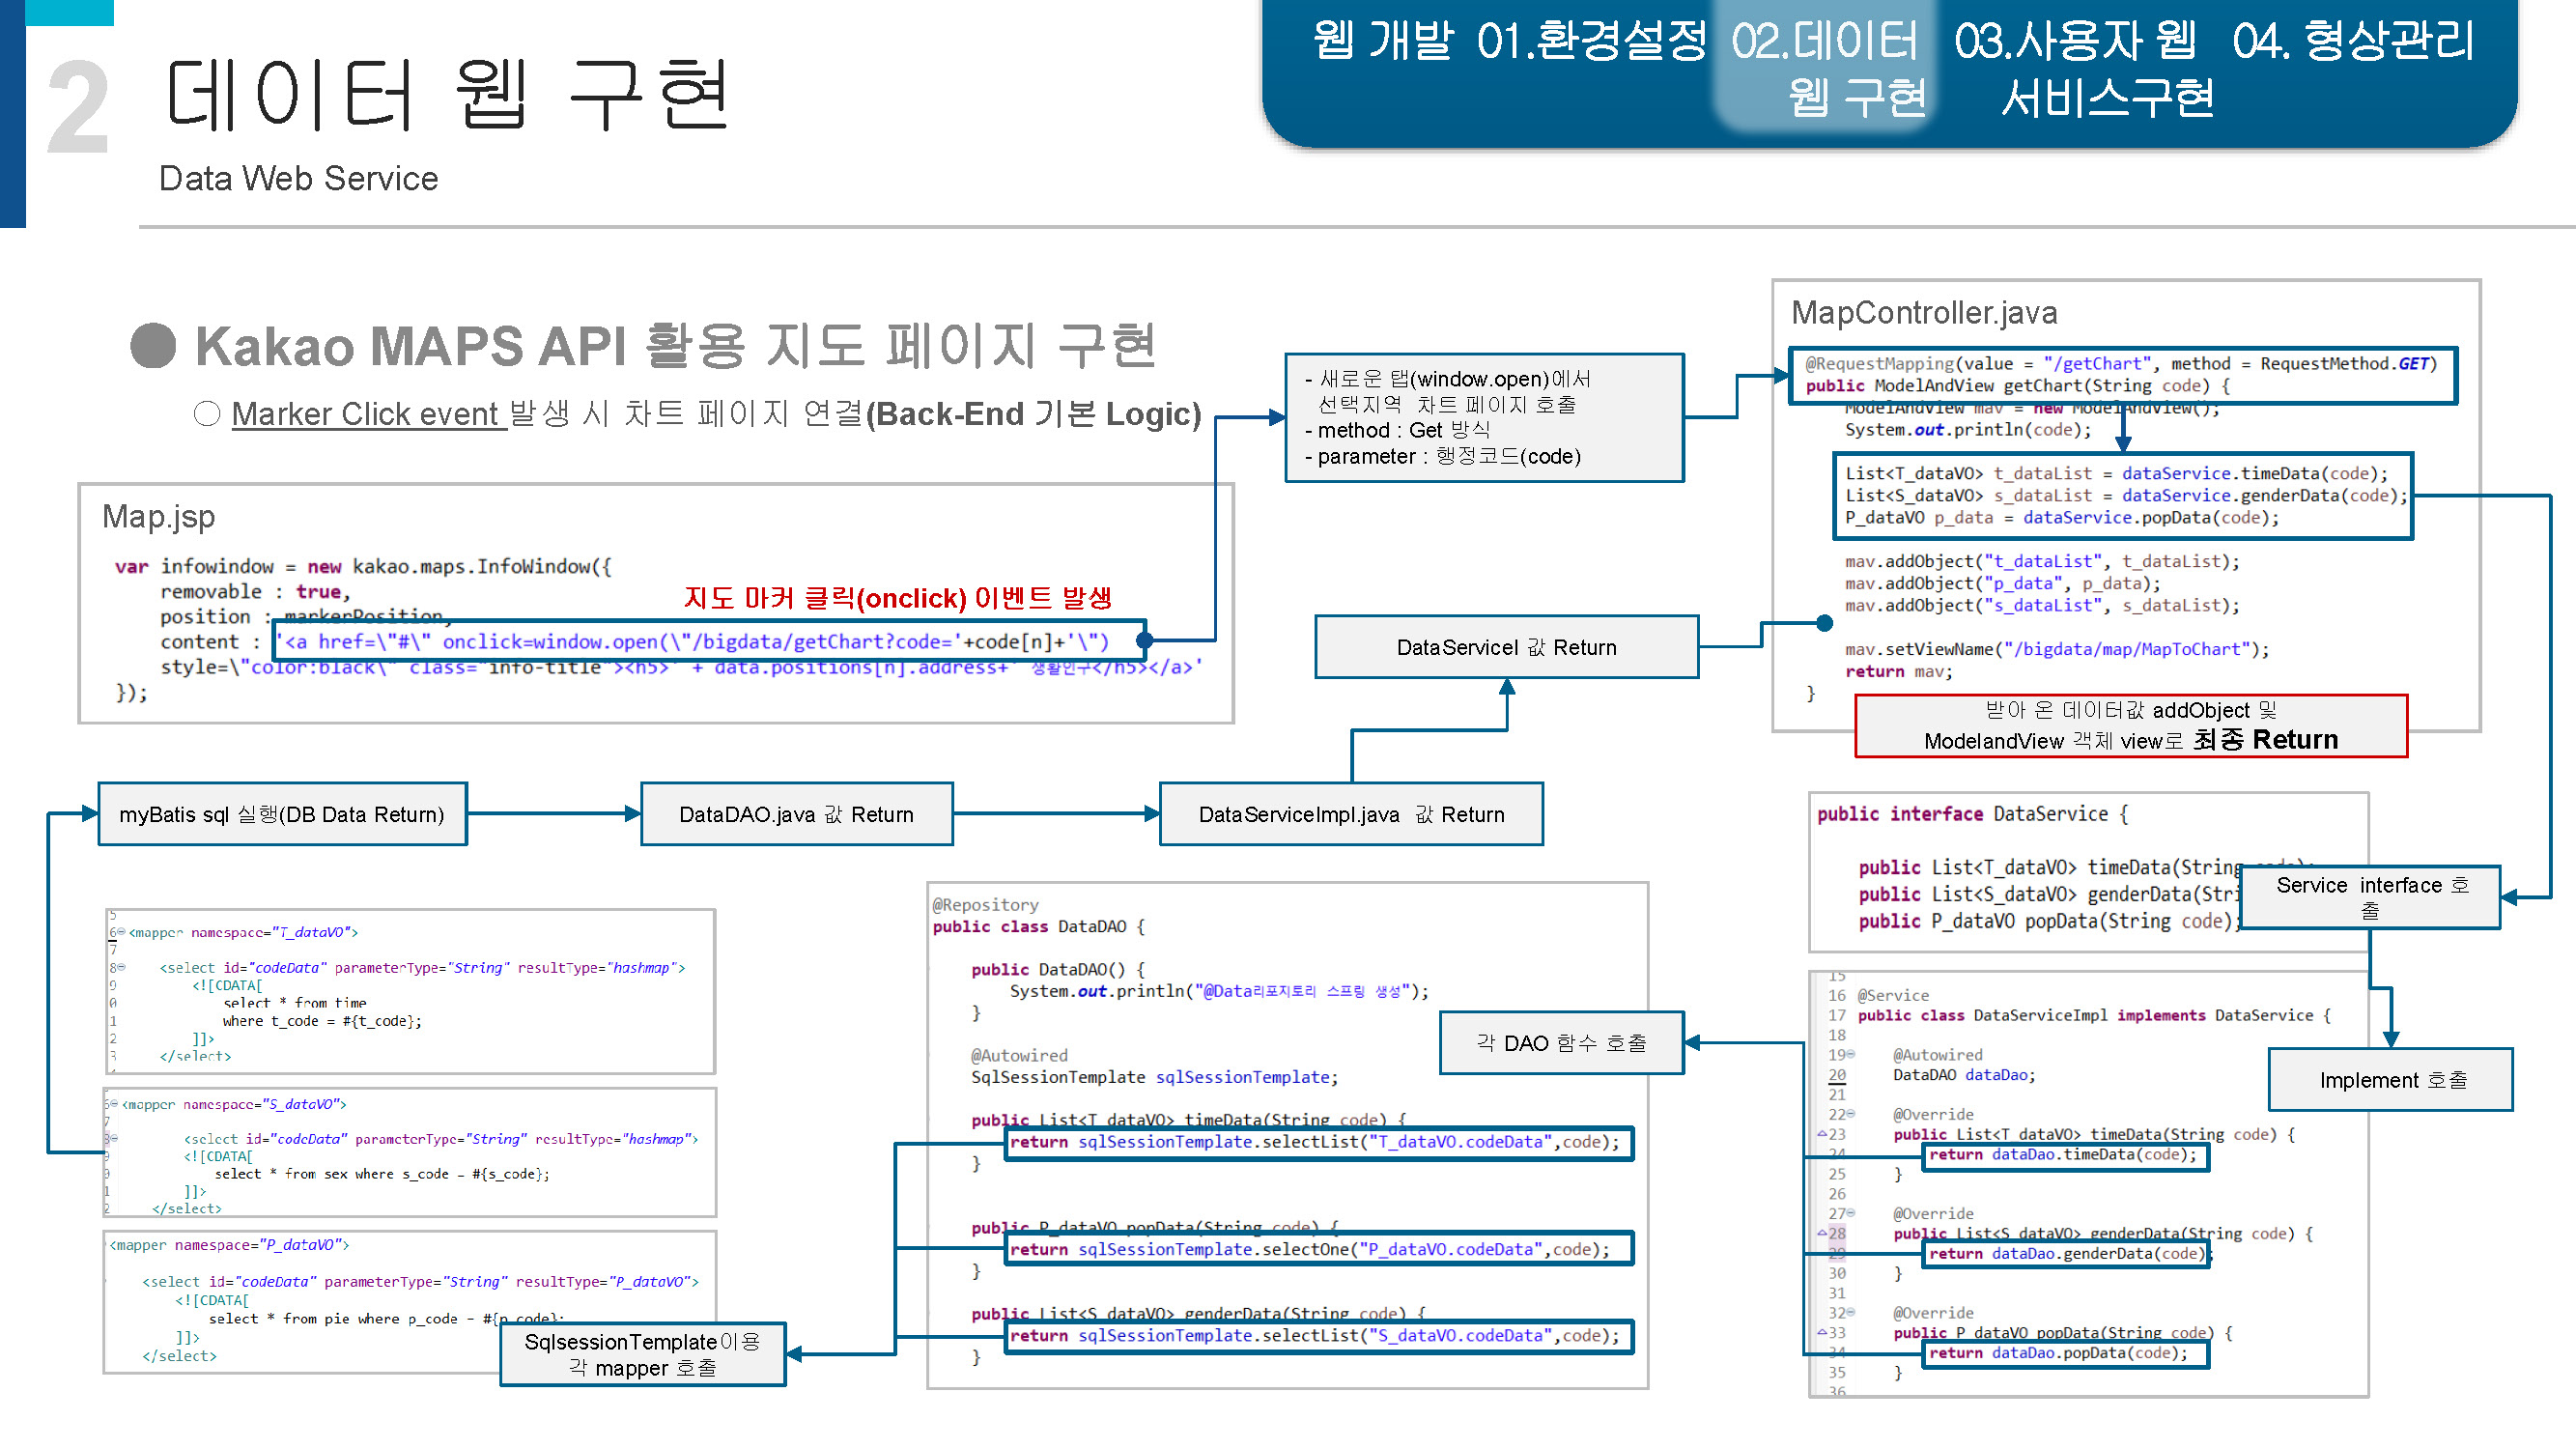 2
데이터 웹 구현
Data Web Service
웹 개발 01.환경설정 02.데이터 03.사용자 웹 04. 형상관리
웹 구현 서비스구현
Kakao MAPS API 활용 지도 페이지 구현
Marker Click event 발생 시 차트 페이지 연결(Back-End 기본 Logic)
Map.jsp
var infowindow = new kakao.maps.InfoWindow({
removable : true,
position : markerPosition,
content : '<a href=\"#\" onclick=window.open(\"/bigdata/getChart?code='+code[n]+'\")
style=\"color:black\" class="info-title"><h5>' + data.positions[n].address+' 생활인구</h5></a>'
});
지도 마커 클릭(onclick) 이벤트 발생
- 새로운 탭(window.open)에서
선택지역 차트 페이지 호출
- method : Get 방식
- parameter : 행정코드(code)
MapController.java
@RequestMapping(value = "/getChart", method = RequestMethod.GET)
public ModelAndView getChart(String code) {
ModelAndView mav = new ModelAndView();
System.out.println(code);
List<T_dataVO> t_dataList = dataService.timeData(code);
List<S_dataVO> s_dataList = dataService.genderData(code);
P_dataVO p_data = dataService.popData(code);
mav.addObject("t_dataList", t_dataList);
mav.addObject("p_data", p_data);
mav.addObject("s_dataList", s_dataList);
mav.setViewName("/bigdata/map/MapToChart");
return mav;
}
받아 온 데이터값 addObject 및
ModelandView 객체 view로 최종 Return
DataServiceI 값 Return
myBatis sql 실행(DB Data Return)
DataDAO.java 값 Return
DataServiceImpl.java 값 Return
public interface DataService {
public List<T_dataVO> timeData(String code);
public List<S_dataVO> genderData(Stri
public P_dataVO popData(String code);
Service interface 호
출
15
16 @Service
17 public class DataServiceImpl implements DataService {
18
19 @Autowired
20 DataDAO dataDao;
21
22 @Override
23 public List<T_dataVO> timeData(String code) {
24 return dataDao.timeData(code);
25 }
26
27 @Override
28 public List<S_dataVO> genderData(String code) {
29 return dataDao.genderData(code);
30 }
31
32 @Override
33 public P_dataVO popData(String code) {
34 return dataDao.popData(code);
35 }
36
Implement 호출
각 DAO 함수 호출
@Repository
public class DataDAO {
public DataDAO() {
System.out.println("@Data리포지토리 스프링 생성");
}
@Autowired
SqlSessionTemplate sqlSessionTemplate;
public List<T_dataVO> timeData(String code) {
return sqlSessionTemplate.selectList("T_dataVO.codeData",code);
}
public P_dataVO popData(String code) {
return sqlSessionTemplate.selectOne("P_dataVO.codeData",code);
}
public List<S_dataVO> genderData(String code) {
return sqlSessionTemplate.selectList("S_dataVO.codeData",code);
}
5
6 <mapper namespace="T_dataVO">
7
8 <select id="codeData" parameterType="String" resultType="hashmap">
9 <![CDATA[
0 select * from time
1 where t_code = #{t_code};
2 ]]>
3 </select>
6 <mapper namespace="S_dataVO">
7
8 <select id="codeData" parameterType="String" resultType="hashmap">
9 <![CDATA[
0 select * from sex where s_code = #{s_code};
1 ]]>
2 </select>
<mapper namespace="P_dataVO">
<select id="codeData" parameterType="String" resultType="P_dataVO">
<![CDATA[
select * from pie where p_code = #{p_code};
]]>
</select>
SqlsessionTemplate이용
각 mapper 호출